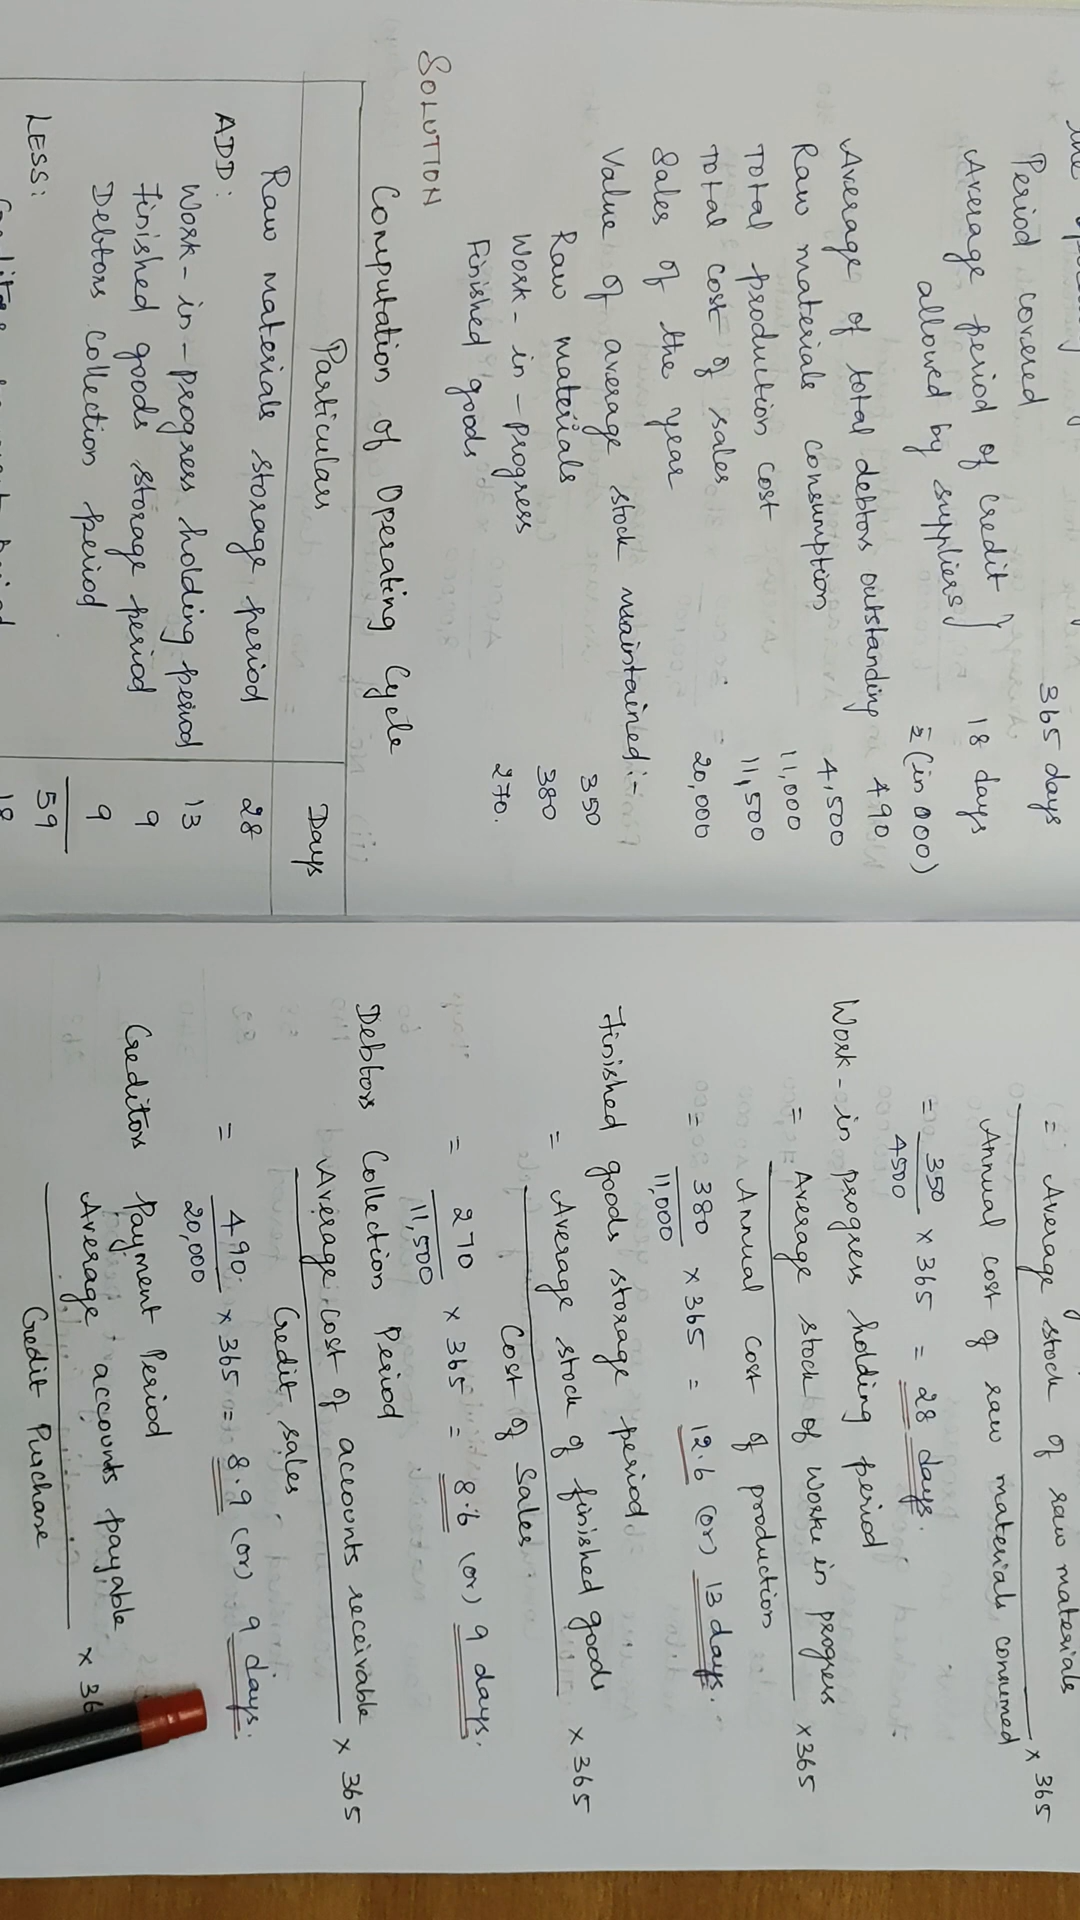 the
Period covered 365 days
Average period of credit } 18 days
allowed by suppliers
₹ (in 000)
Average of total debtors outstanding 490
Raw materials consumption 4,500
Total production cost 11,000
Total cost of sales 11,500
Sales of the year 20,000
Value of average stock maintained :-
Raw materials 350
Work - in - progress 380
Finished goods 270.
SOLUTION
Computation of Operating Cycle
Particulars Days
Raw materials storage period 28
ADD:
Work - in - progress holding period 13
Finished goods storage period 9
Debtors collection period 9
59
LESS:
18
= Average stock of raw materials
Annual cost of raw materials consumed × 365
= 350
4500 × 365 = 28 days.
Work - in progress holding period
= Average stock of work in progress
Annual cost of production × 365
= 380
11,000 × 365 = 12.6 (or) 13 days.
Finished goods storage period
= Average stock of finished goods
Cost of Sales × 365
= 270
11,500 × 365 = 8.6 (or) 9 days.
Debtors Collection Period
Average cost of accounts receivable
Credit sales × 365
= 490
20,000 × 365 = 8.9 (or) 9 days.
Creditors Payment Period
Average accounts payable
Credit Purchase × 36